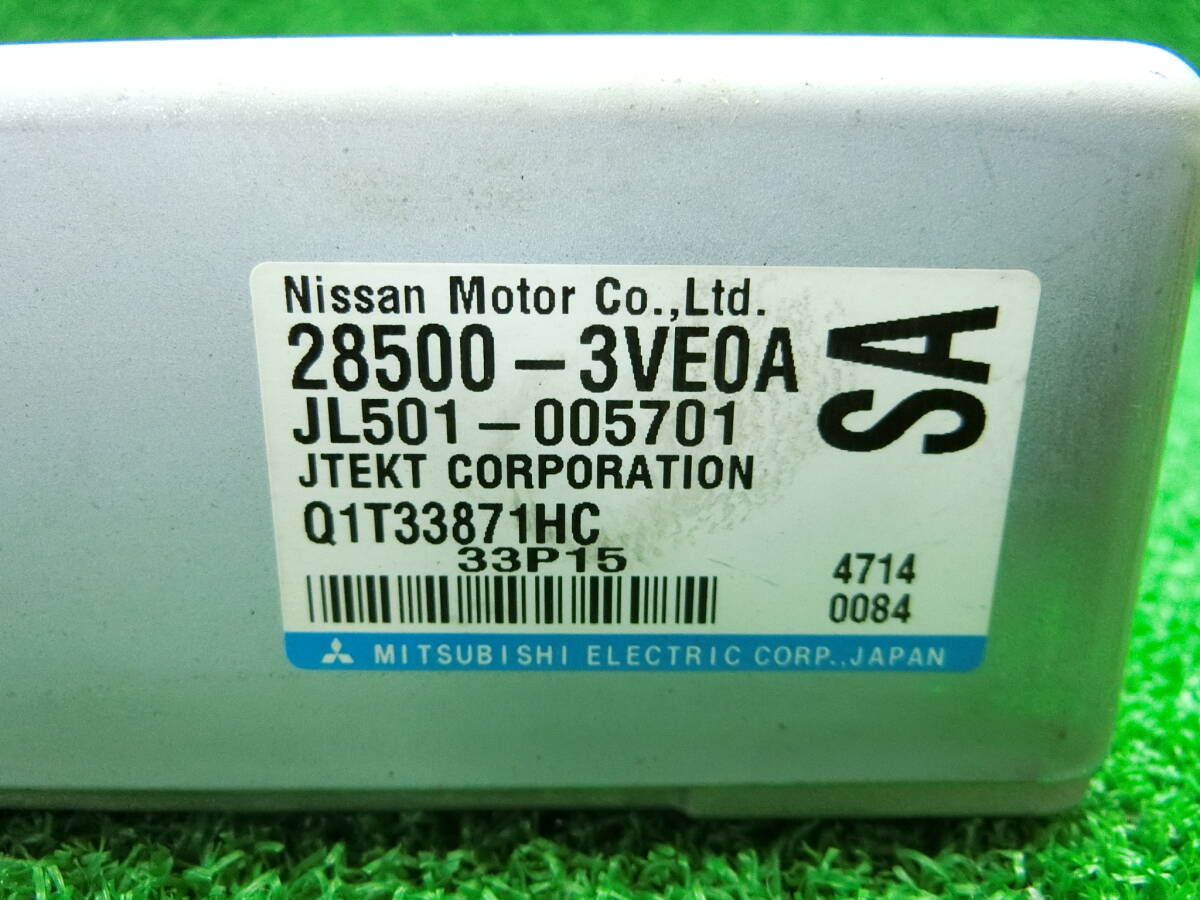 Nissan Motor Co.,Ltd.
28500-3VE0A
SA
JL501-005701
JTEKT CORPORATION
Q1T33871HC
33P15
4714
0084
MITSUBISHI ELECTRIC CORP.,JAPAN